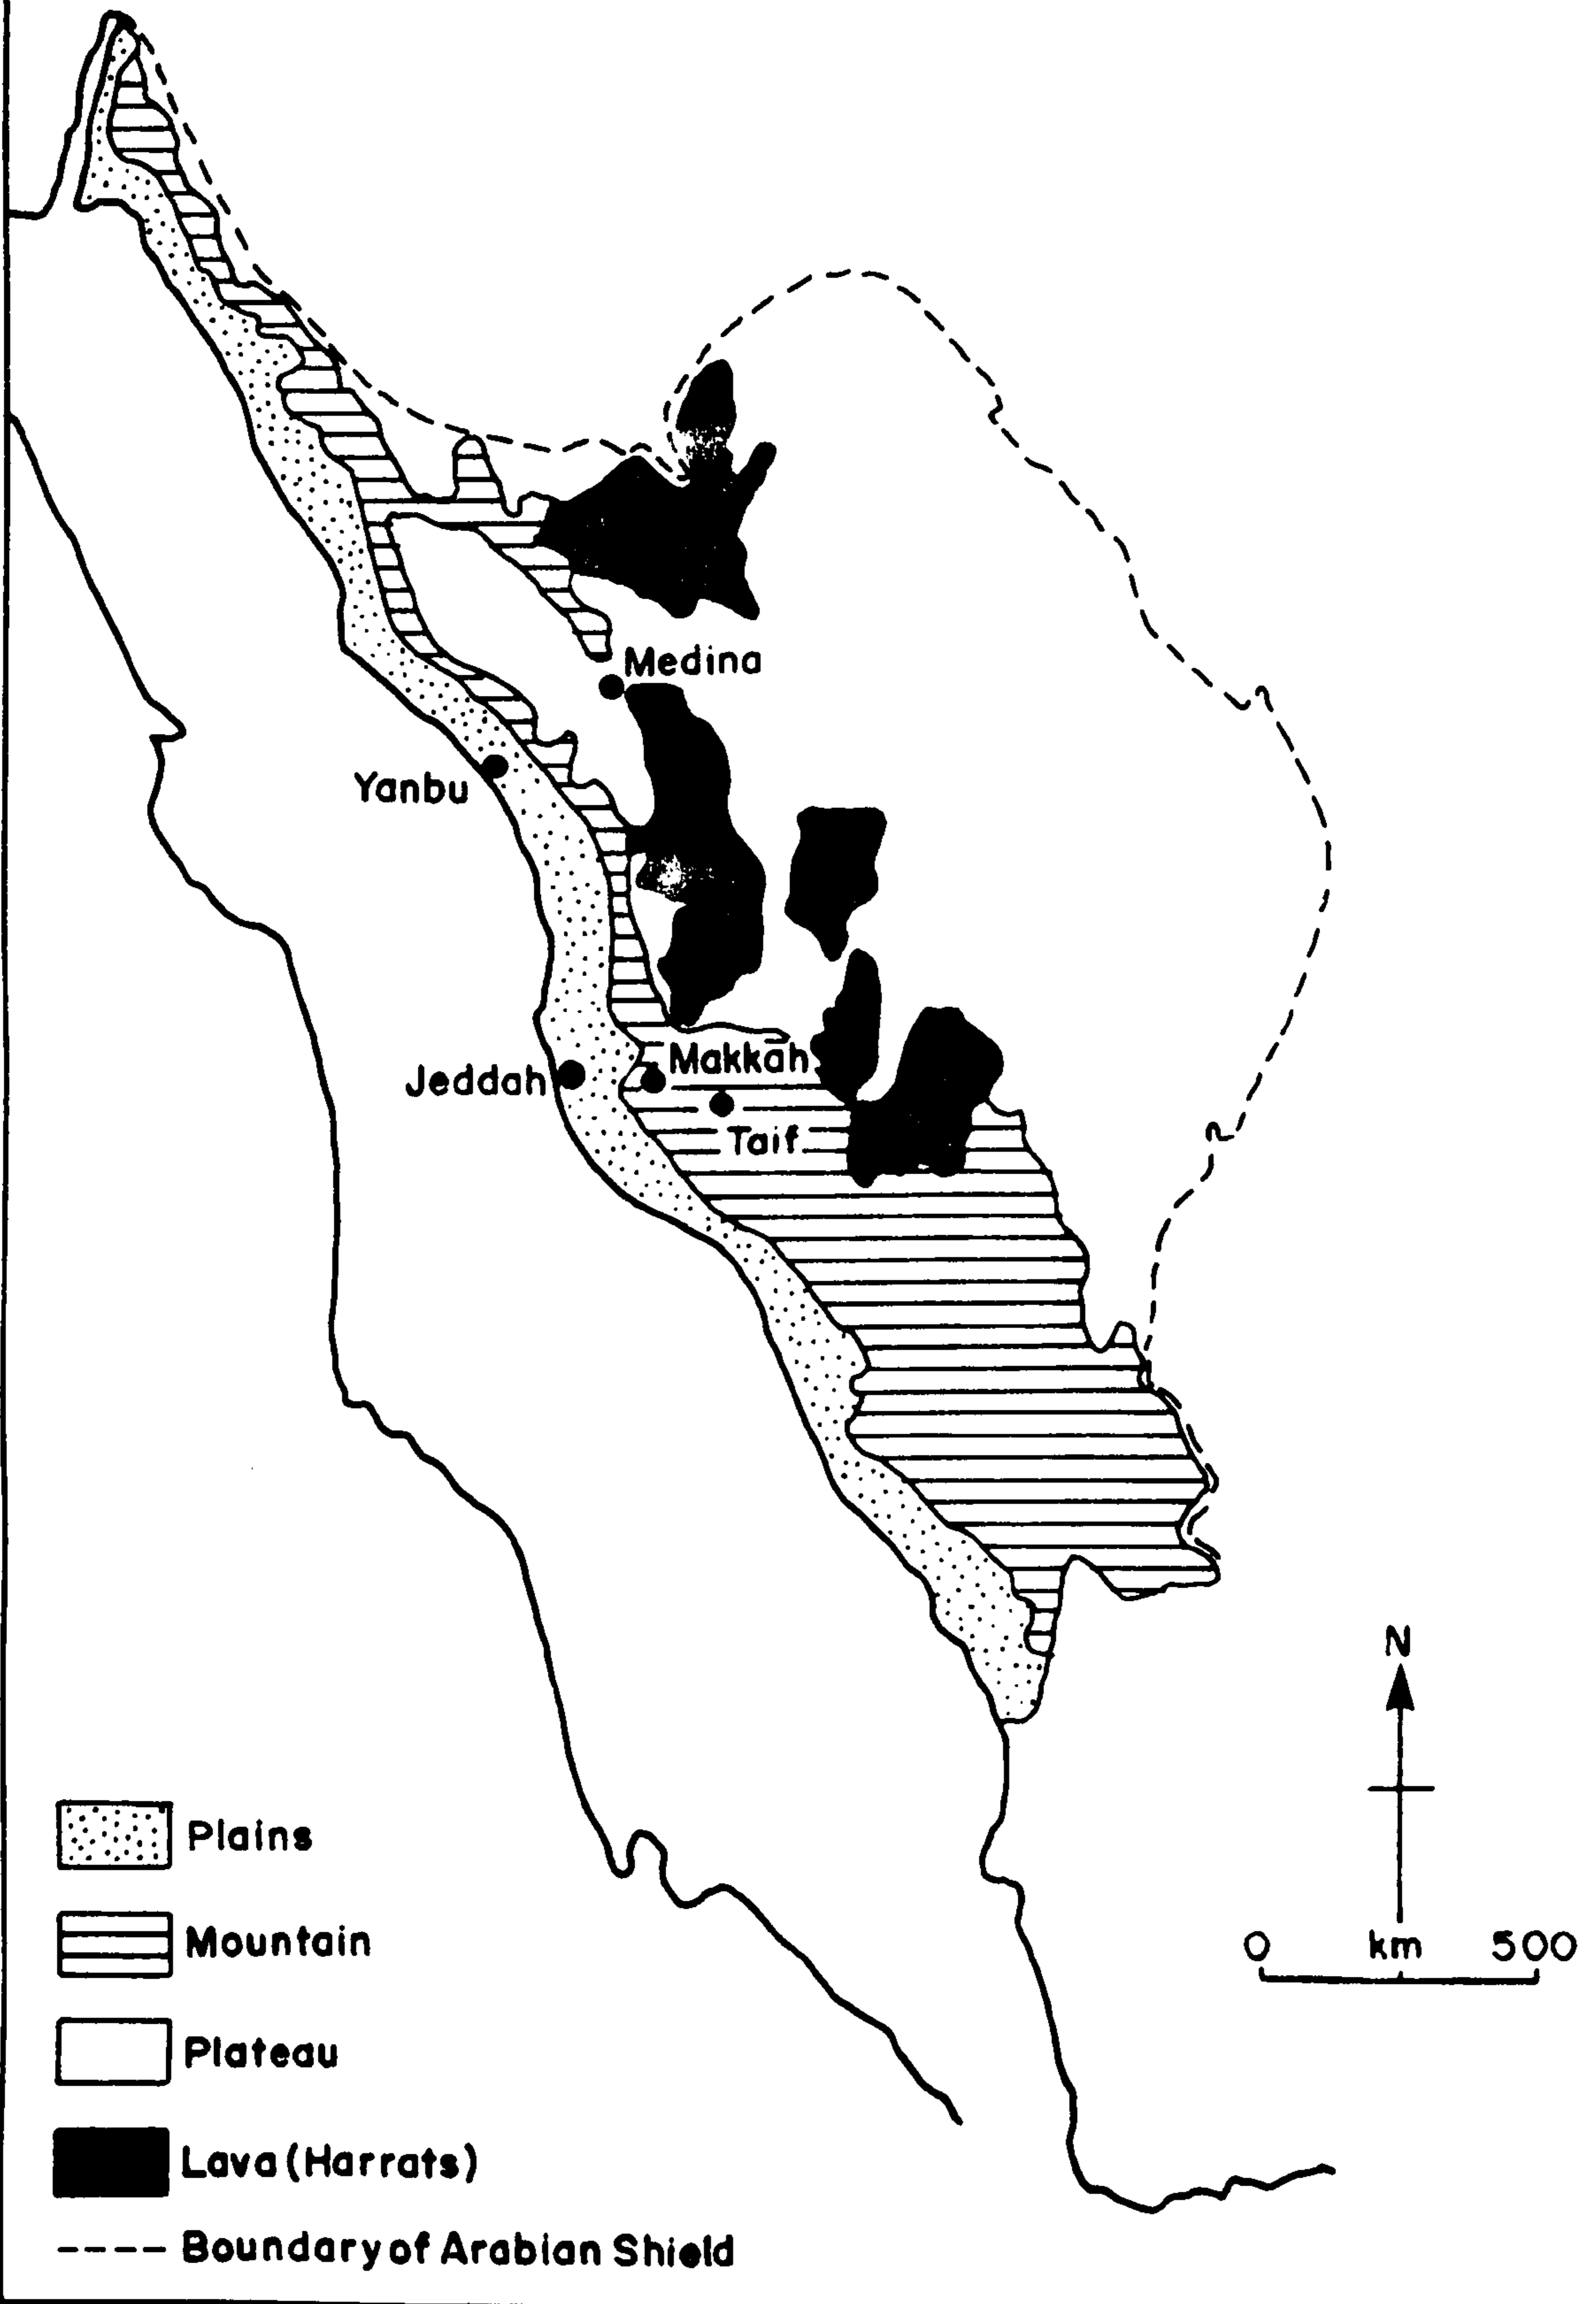 Medina
Yanbu
Makkah
Jeddah
Taif
N
0 km 500
Plains
Mountain
Plateau
Lava (Harrats)
Boundary of Arabian Shield